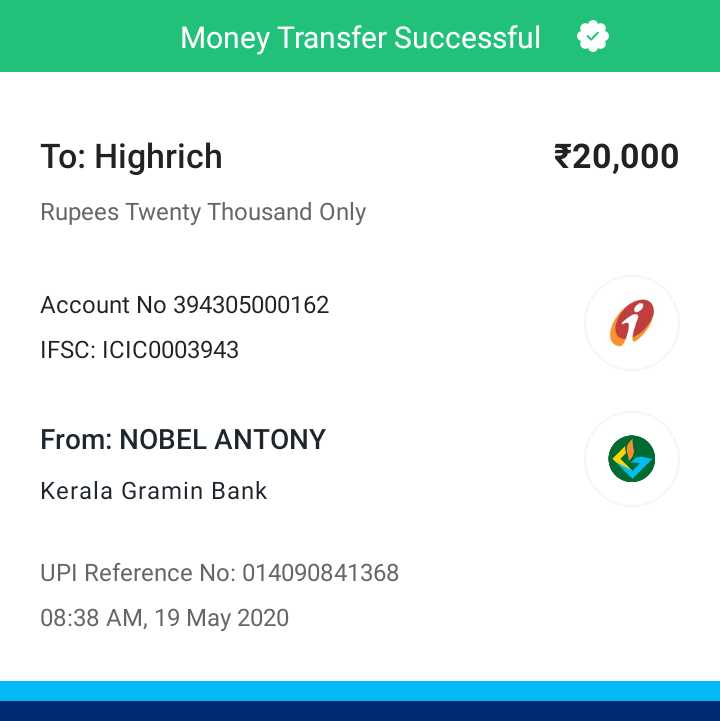 Money Transfer Successful
To: Highrich ₹20,000
Rupees Twenty Thousand Only
Account No 394305000162
IFSC: ICIC0003943
From: NOBEL ANTONY
Kerala Gramin Bank
UPI Reference No: 014090841368
08:38 AM, 19 May 2020